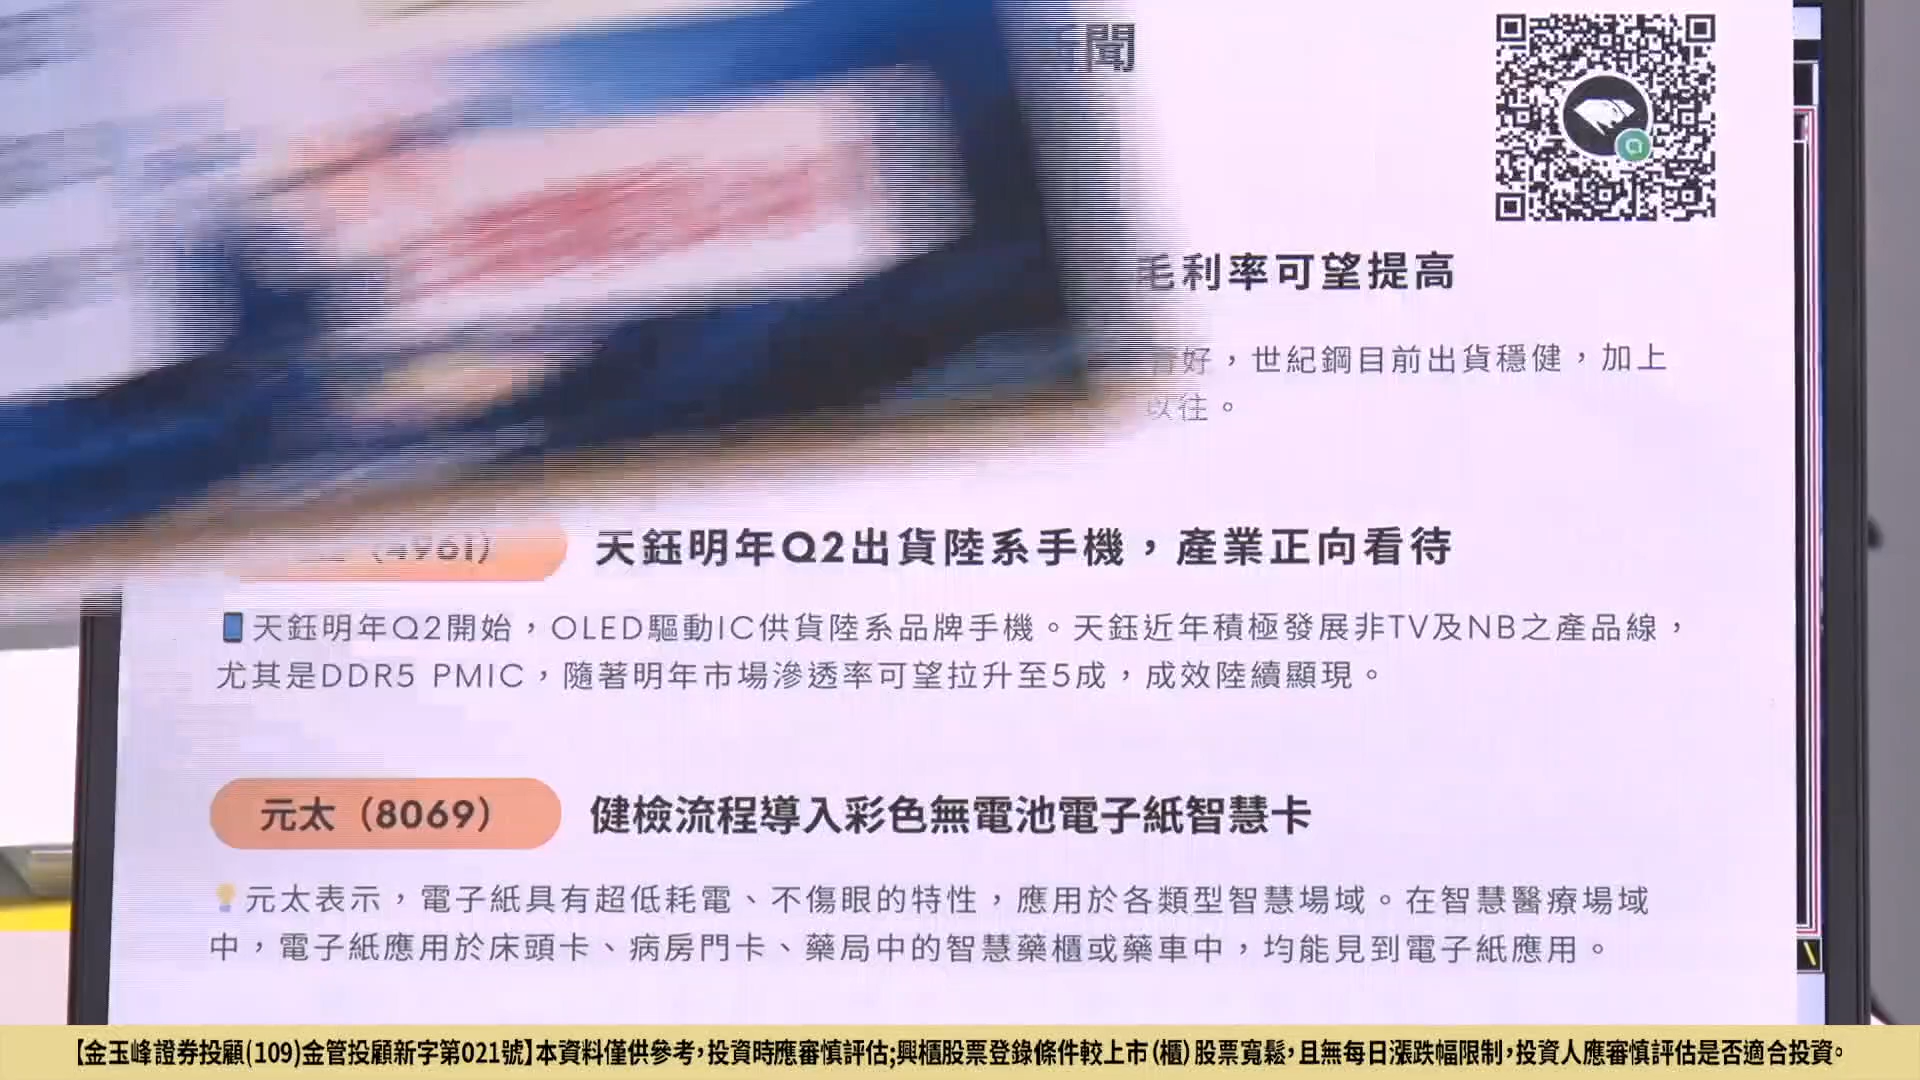 聞
毛利率可望提高
好，世紀鋼目前出貨穩健，加上
以往。
(4961)
天鈺明年Q2出貨陸系手機，產業正向看待
天鈺明年Q2開始，OLED驅動IC供貨陸系品牌手機。天鈺近年積極發展非TV及NB之產品線，
尤其是DDR5 PMIC，隨著明年市場滲透率可望拉升至5成，成效陸續顯現。
元太（8069）
健檢流程導入彩色無電池電子紙智慧卡
元太表示，電子紙具有超低耗電、不傷眼的特性，應用於各類型智慧場域。在智慧醫療場域
中，電子紙應用於床頭卡、病房門卡、藥局中的智慧藥櫃或藥車中，均能見到電子紙應用。
【金玉峰證券投顧(109)金管投顧新字第021號】本資料僅供參考，投資時應審慎評估;興櫃股票登錄條件較上市(櫃)股票寬鬆，且無每日漲跌幅限制，投資人應審慎評估是否適合投資。